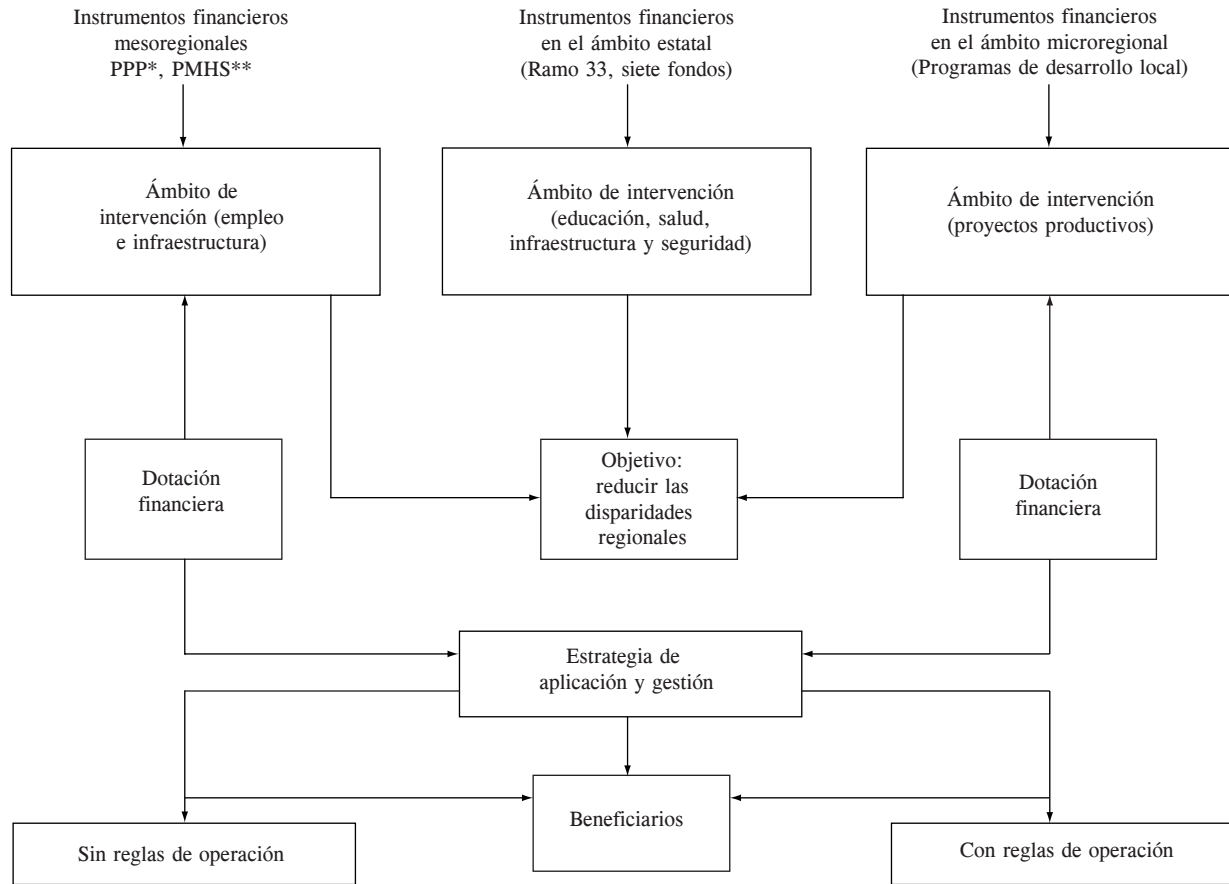 Instrumentos financieros
mesoregionales
PPP*, PMHS**
Instrumentos financieros
en el ámbito estatal
(Ramo 33, siete fondos)
Instrumentos financieros
en el ámbito microregional
(Programas de desarrollo local)
Ámbito de
intervención (empleo
e infraestructura)
Ámbito de intervención
(educación, salud,
infraestructura y seguridad)
Ámbito de intervención
(proyectos productivos)
Dotación
financiera
Objetivo:
reducir las
disparidades
regionales
Dotación
financiera
Estrategia de
aplicación y gestión
Sin reglas de operación
Beneficiarios
Con reglas de operación